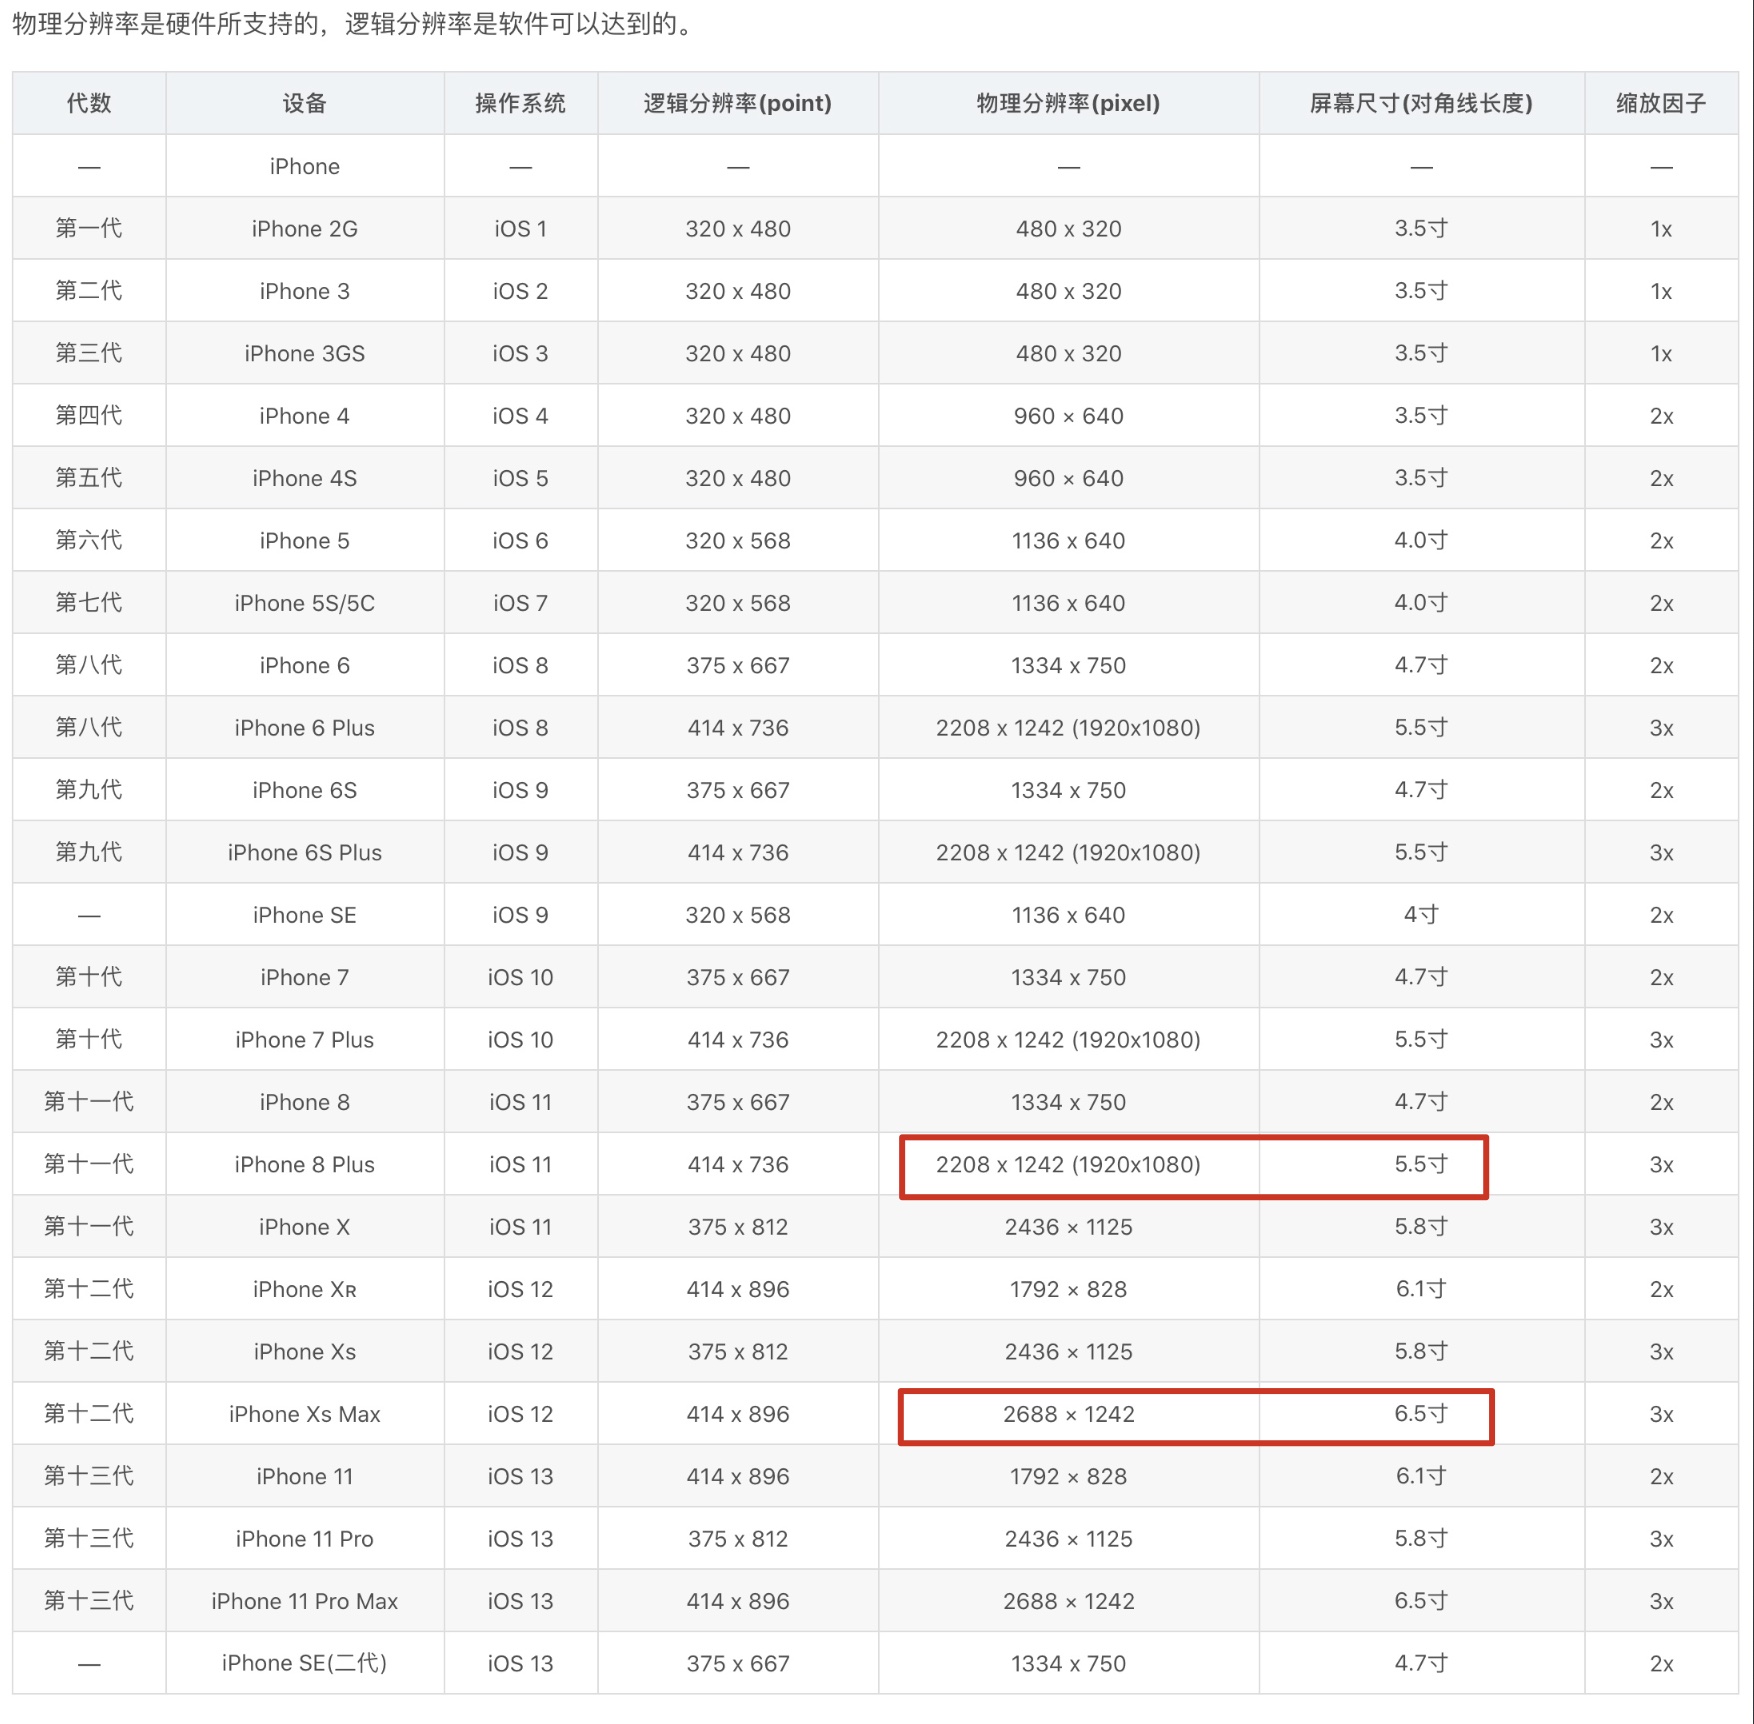 物理分辨率是硬件所支持的，逻辑分辨率是软件可以达到的。
代数 设备 操作系统 逻辑分辨率(point) 物理分辨率(pixel) 屏幕尺寸(对角线长度) 缩放因子
— iPhone — — — — —
第一代 iPhone 2G iOS 1 320 x 480 480 x 320 3.5寸 1x
第二代 iPhone 3 iOS 2 320 x 480 480 x 320 3.5寸 1x
第三代 iPhone 3GS iOS 3 320 x 480 480 x 320 3.5寸 1x
第四代 iPhone 4 iOS 4 320 x 480 960 × 640 3.5寸 2x
第五代 iPhone 4S iOS 5 320 x 480 960 × 640 3.5寸 2x
第六代 iPhone 5 iOS 6 320 x 568 1136 x 640 4.0寸 2x
第七代 iPhone 5S/5C iOS 7 320 x 568 1136 x 640 4.0寸 2x
第八代 iPhone 6 iOS 8 375 x 667 1334 x 750 4.7寸 2x
第八代 iPhone 6 Plus iOS 8 414 x 736 2208 x 1242 (1920x1080) 5.5寸 3x
第九代 iPhone 6S iOS 9 375 x 667 1334 x 750 4.7寸 2x
第九代 iPhone 6S Plus iOS 9 414 x 736 2208 x 1242 (1920x1080) 5.5寸 3x
— iPhone SE iOS 9 320 x 568 1136 x 640 4寸 2x
第十代 iPhone 7 iOS 10 375 x 667 1334 x 750 4.7寸 2x
第十代 iPhone 7 Plus iOS 10 414 x 736 2208 x 1242 (1920x1080) 5.5寸 3x
第十一代 iPhone 8 iOS 11 375 x 667 1334 x 750 4.7寸 2x
第十一代 iPhone 8 Plus iOS 11 414 x 736 2208 x 1242 (1920x1080) 5.5寸 3x
第十一代 iPhone X iOS 11 375 x 812 2436 × 1125 5.8寸 3x
第十二代 iPhone Xʀ iOS 12 414 x 896 1792 × 828 6.1寸 2x
第十二代 iPhone Xs iOS 12 375 x 812 2436 × 1125 5.8寸 3x
第十二代 iPhone Xs Max iOS 12 414 x 896 2688 × 1242 6.5寸 3x
第十三代 iPhone 11 iOS 13 414 x 896 1792 × 828 6.1寸 2x
第十三代 iPhone 11 Pro iOS 13 375 x 812 2436 × 1125 5.8寸 3x
第十三代 iPhone 11 Pro Max iOS 13 414 x 896 2688 × 1242 6.5寸 3x
— iPhone SE(二代) iOS 13 375 x 667 1334 x 750 4.7寸 2x